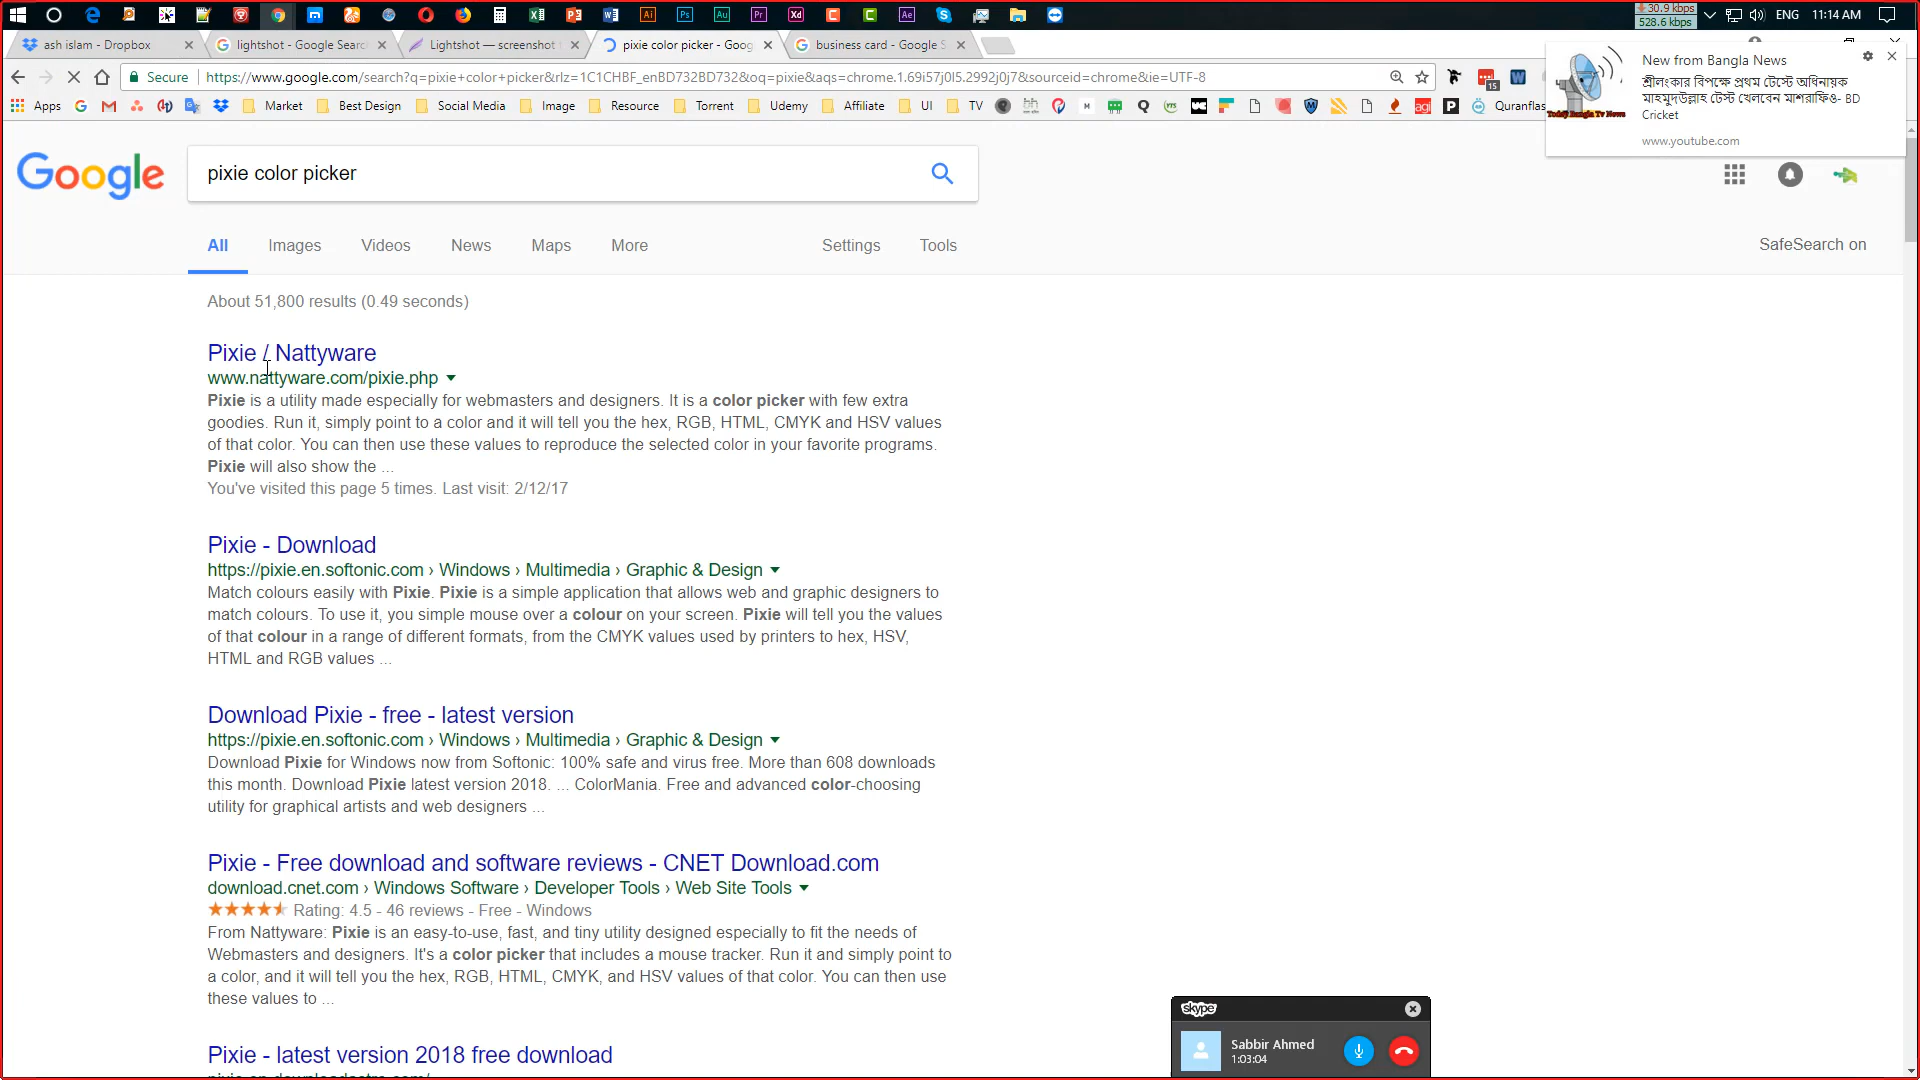 30.9 kbps
528.6 kbps
ENG
11:14 AM
ash islam - Dropbox
lightshot - Google Searc
Lightshot — screenshot t
pixie color picker - Goog
business card - Google S
Secure
https://www.google.com/search?q=pixie+color+picker&rlz=1C1CHBF_enBD732BD732&oq=pixie&aqs=chrome.1.69i57j0l5.2992j0j7&sourceid=chrome&ie=UTF-8
15
Apps
Market
Best Design
Social Media
Image
Resource
Torrent
Udemy
Affiliate
UI
TV
Quranflas
New from Bangla News
শ্রীলংকার বিপক্ষে প্রথম টেস্টে অধিনায়ক
মাহমুদউল্লাহ টেস্ট খেলবেন মাশরাফিও- BD
Cricket
www.youtube.com
Today Bangla Tv News
Google
pixie color picker
All
Images
Videos
News
Maps
More
Settings
Tools
SafeSearch on
About 51,800 results (0.49 seconds)
Pixie / Nattyware
www.nattyware.com/pixie.php
Pixie is a utility made especially for webmasters and designers. It is a color picker with few extra
goodies. Run it, simply point to a color and it will tell you the hex, RGB, HTML, CMYK and HSV values
of that color. You can then use these values to reproduce the selected color in your favorite programs.
Pixie will also show the ...
You've visited this page 5 times. Last visit: 2/12/17
Pixie - Download
https://pixie.en.softonic.com › Windows › Multimedia › Graphic & Design
Match colours easily with Pixie. Pixie is a simple application that allows web and graphic designers to
match colours. To use it, you simple mouse over a colour on your screen. Pixie will tell you the values
of that colour in a range of different formats, from the CMYK values used by printers to hex, HSV,
HTML and RGB values ...
Download Pixie - free - latest version
https://pixie.en.softonic.com › Windows › Multimedia › Graphic & Design
Download Pixie for Windows now from Softonic: 100% safe and virus free. More than 608 downloads
this month. Download Pixie latest version 2018. ... ColorMania. Free and advanced color-choosing
utility for graphical artists and web designers ...
Pixie - Free download and software reviews - CNET Download.com
download.cnet.com › Windows Software › Developer Tools › Web Site Tools
Rating: 4.5 - 46 reviews - Free - Windows
From Nattyware: Pixie is an easy-to-use, fast, and tiny utility designed especially to fit the needs of
Webmasters and designers. It's a color picker that includes a mouse tracker. Run it and simply point to
a color, and it will tell you the hex, RGB, HTML, CMYK, and HSV values of that color. You can then use
these values to ...
Pixie - latest version 2018 free download
skype
Sabbir Ahmed
1:03:04